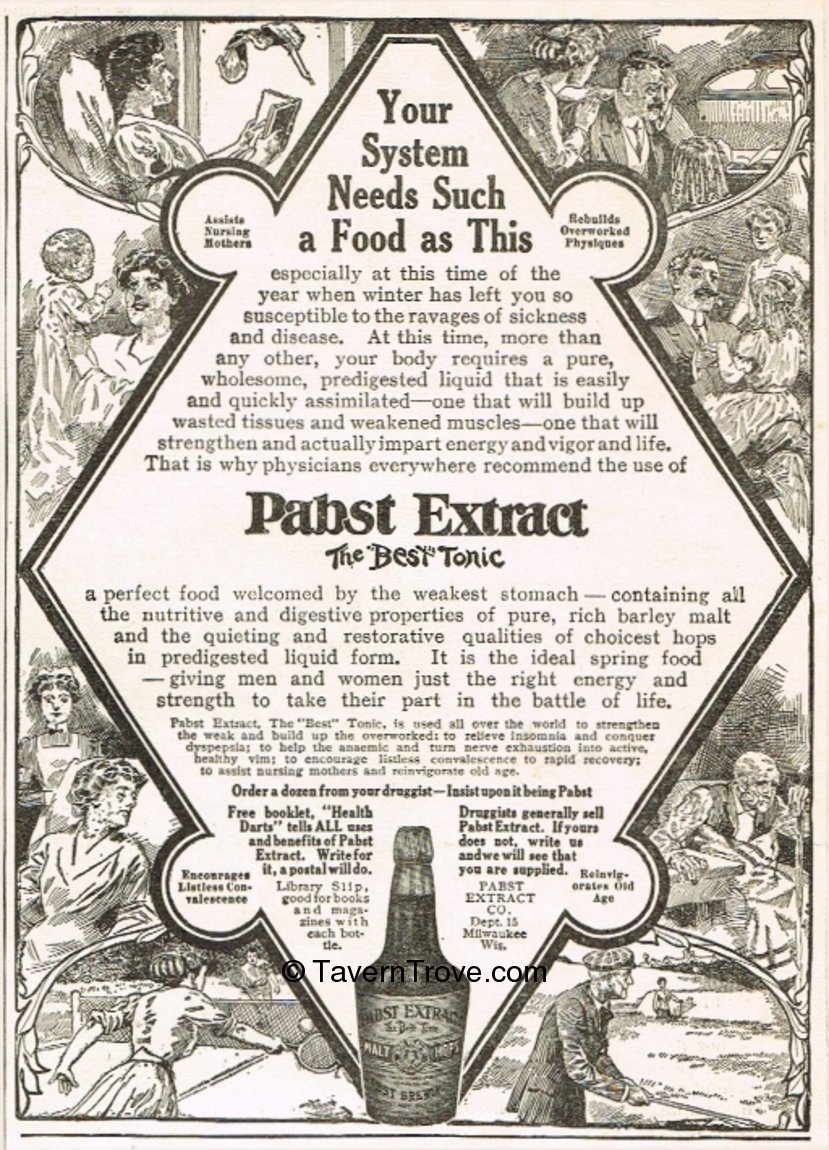 Your
System
Needs Such
a Food as This
Assists
Nursing
Mothers
Rebuilds
Overworked
Physiques
especially at this time of the
year when winter has left you so
susceptible to the ravages of sickness
and disease. At this time, more than
any other, your body requires a pure,
wholesome, predigested liquid that is easily
and quickly assimilated—one that will build up
wasted tissues and weakened muscles—one that will
strengthen and actually impart energy and vigor and life.
That is why physicians everywhere recommend the use of
Pabst Extract
The "Best" Tonic
a perfect food welcomed by the weakest stomach — containing all
the nutritive and digestive properties of pure, rich barley malt
and the quieting and restorative qualities of choicest hops
in predigested liquid form. It is the ideal spring food
— giving men and women just the right energy and
strength to take their part in the battle of life.
Pabst Extract, The "Best" Tonic, is used all over the world to strengthen
the weak and build up the overworked; to relieve insomnia and conquer
dyspepsia; to help the anaemic and turn nerve exhaustion into active,
healthy vim; to encourage listless convalescence to rapid recovery;
to assist nursing mothers and reinvigorate old age.
Order a dozen from your druggist—Insist upon it being Pabst
Free booklet, "Health
Darts" tells ALL uses
and benefits of Pabst
Extract. Write for
it, a postal will do.
Library Slip,
good for books
and maga-
zines with
each bot-
tle.
Druggists generally sell
Pabst Extract. If yours
does not, write us
and we will see that
you are supplied.
PABST
EXTRACT
CO.
Dept. 15
Milwaukee
Wis.
Encourages
Listless Con-
valescence
Reinvig-
orates Old
Age
© TavernTrove.com
PABST EXTRACT
The Best Tonic
MALT HOPS